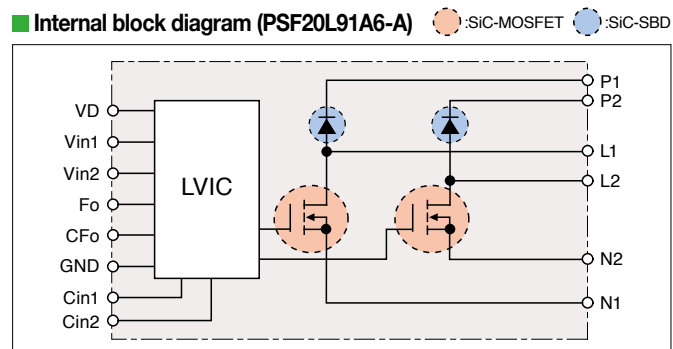 Internal block diagram (PSF20L91A6-A) :SiC-MOSFET :SiC-SBD
VD
Vin1
Vin2
Fo
CFo
GND
Cin1
Cin2
LVIC
P1
P2
L1
L2
N2
N1